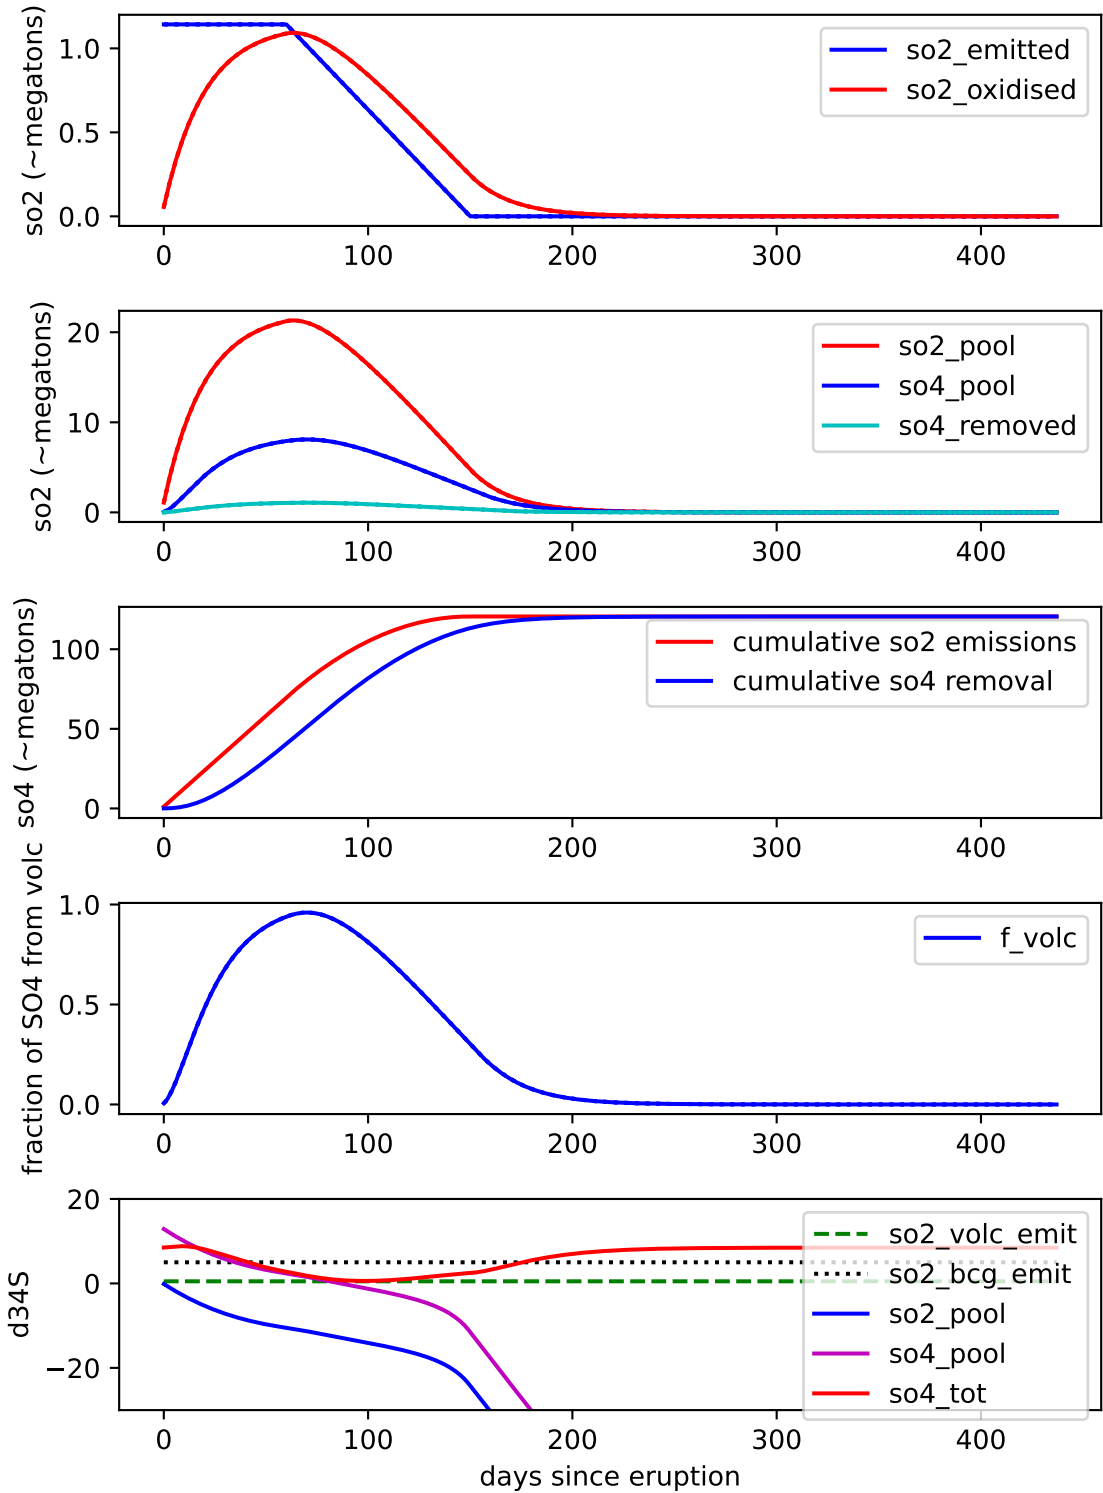 so2 (~megatons)
1.0
0.5
0.0
so2_emitted
so2_oxidised
0 100 200 300 400
so2 (~megatons)
20
10
0
so2_pool
so4_pool
so4_removed
0 100 200 300 400
so4 (~megatons)
100
50
0
cumulative so2 emissions
cumulative so4 removal
0 100 200 300 400
fraction of SO4 from volc
1.0
0.5
0.0
f_volc
0 100 200 300 400
d34S
20
0
−20
so2_volc_emit
so2_bcg_emit
so2_pool
so4_pool
so4_tot
0 100 200 300 400
days since eruption